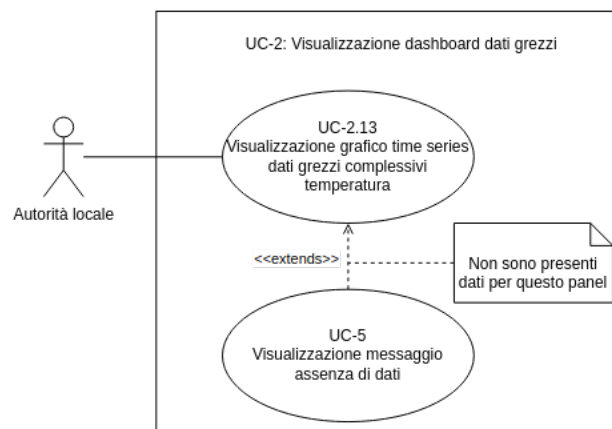 UC-2: Visualizzazione dashboard dati grezzi
UC-2.13
Visualizzazione grafico time series
dati grezzi complessivi
temperatura
Autorità locale
<<extends>>
Non sono presenti
dati per questo panel
UC-5
Visualizzazione messaggio
assenza di dati